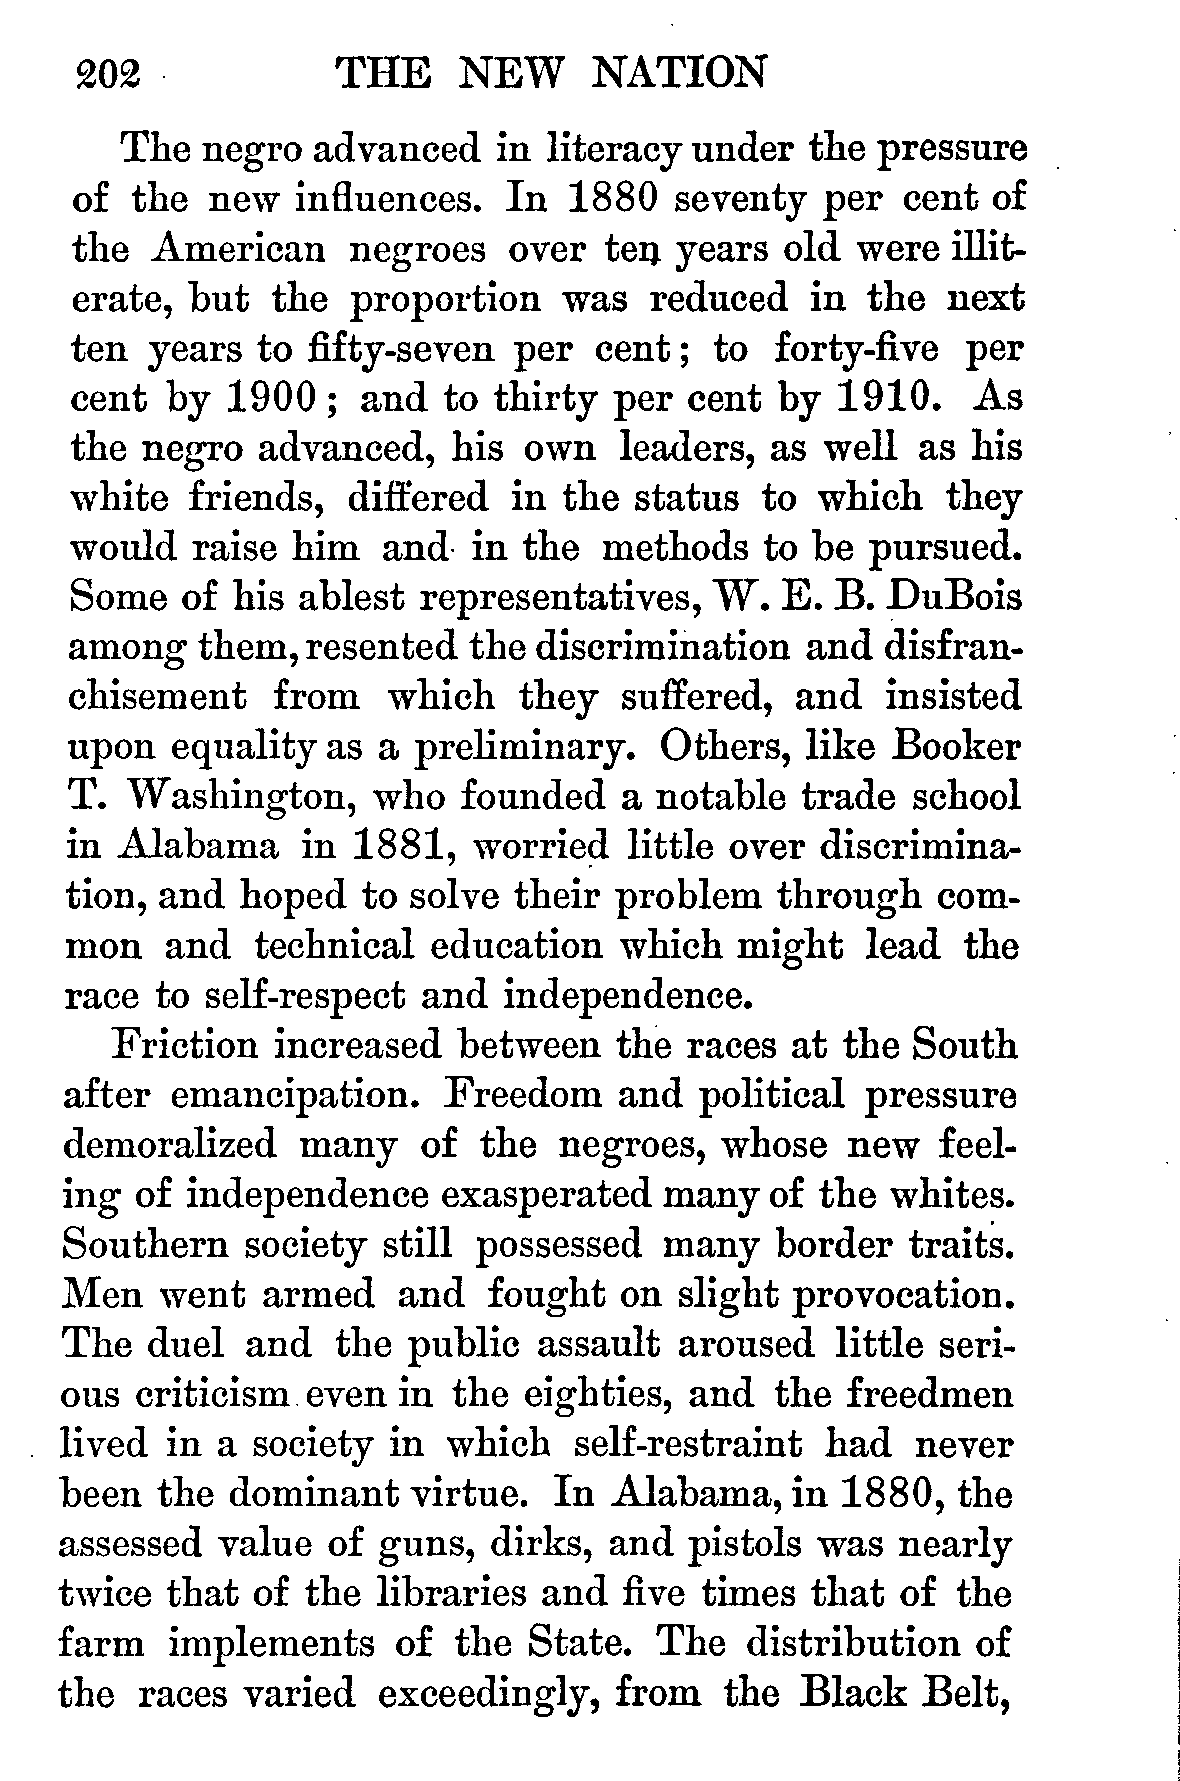 202 THE NEW NATION
The negro advanced in literacy under the pressure
of the new influences. In 1880 seventy per cent of
the American negroes over ten years old were illit-
erate, but the proportion was reduced in the next
ten years to fifty-seven per cent; to forty-five per
cent by 1900; and to thirty per cent by 1910. As
the negro advanced, his own leaders, as well as his
white friends, differed in the status to which they
would raise him and in the methods to be pursued.
Some of his ablest representatives, W. E. B. DuBois
among them, resented the discrimination and disfran-
chisement from which they suffered, and insisted
upon equality as a preliminary. Others, like Booker
T. Washington, who founded a notable trade school
in Alabama in 1881, worried little over discrimina-
tion, and hoped to solve their problem through com-
mon and technical education which might lead the
race to self-respect and independence.
Friction increased between the races at the South
after emancipation. Freedom and political pressure
demoralized many of the negroes, whose new feel-
ing of independence exasperated many of the whites.
Southern society still possessed many border traits.
Men went armed and fought on slight provocation.
The duel and the public assault aroused little seri-
ous criticism even in the eighties, and the freedmen
lived in a society in which self-restraint had never
been the dominant virtue. In Alabama, in 1880, the
assessed value of guns, dirks, and pistols was nearly
twice that of the libraries and five times that of the
farm implements of the State. The distribution of
the races varied exceedingly, from the Black Belt,